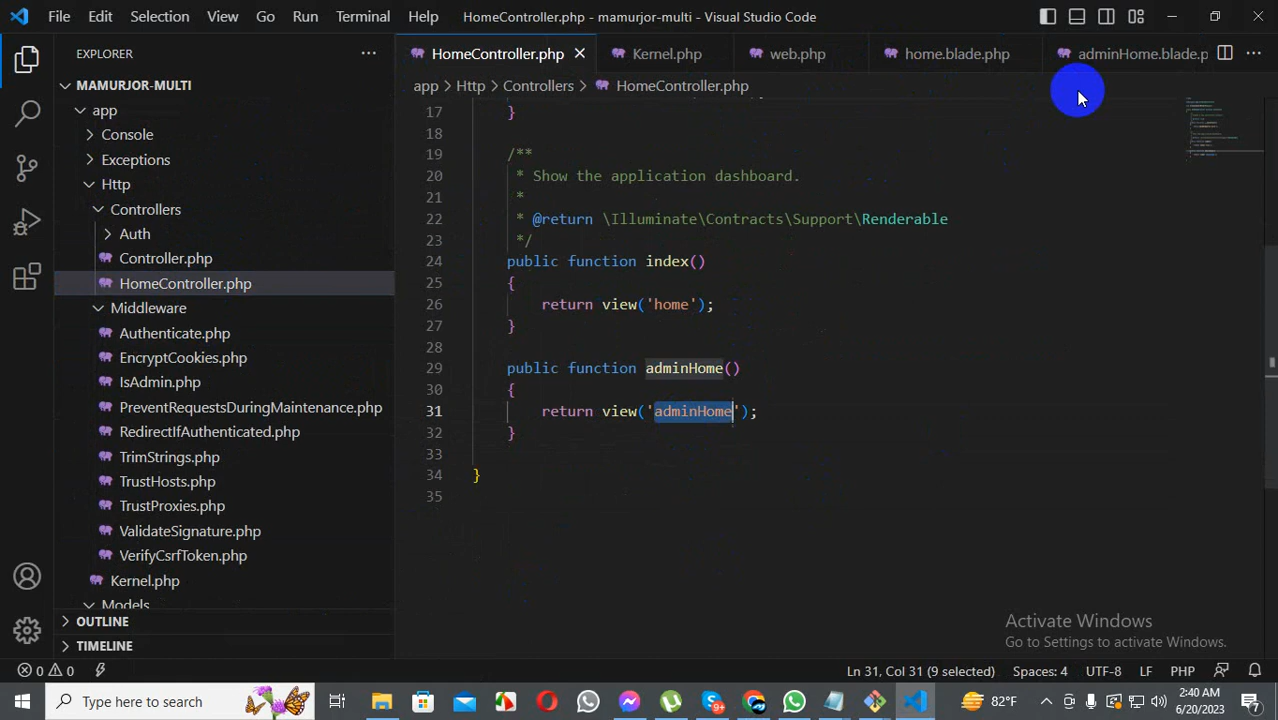 File Edit Selection View Go Run Terminal Help HomeController.php - mamurjor-multi - Visual Studio Code
EXPLORER
HomeController.php Kernel.php web.php home.blade.php adminHome.blade.p
MAMURJOR-MULTI
app > Http > Controllers > HomeController.php
app
Console
Exceptions
Http
Controllers
Auth
Controller.php
HomeController.php
Middleware
Authenticate.php
EncryptCookies.php
IsAdmin.php
PreventRequestsDuringMaintenance.php
RedirectIfAuthenticated.php
TrimStrings.php
TrustHosts.php
TrustProxies.php
ValidateSignature.php
VerifyCsrfToken.php
Kernel.php
Models
OUTLINE
TIMELINE
17 }
18
19 /**
20 * Show the application dashboard.
21 *
22 * @return \Illuminate\Contracts\Support\Renderable
23 */
24 public function index()
25 {
26 return view('home');
27 }
28
29 public function adminHome()
30 {
31 return view('adminHome');
32 }
33
34 }
35
Activate Windows
Go to Settings to activate Windows.
0 0 Ln 31, Col 31 (9 selected) Spaces: 4 UTF-8 LF PHP
Type here to search 9+ 82°F 2:40 AM
6/20/2023 7